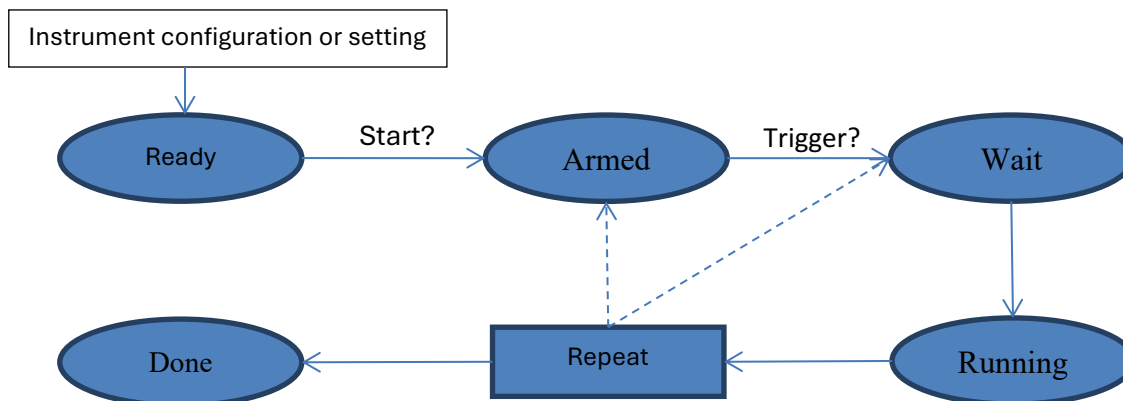 Instrument configuration or setting
Ready
Start?
Armed
Trigger?
Wait
Done
Repeat
Running